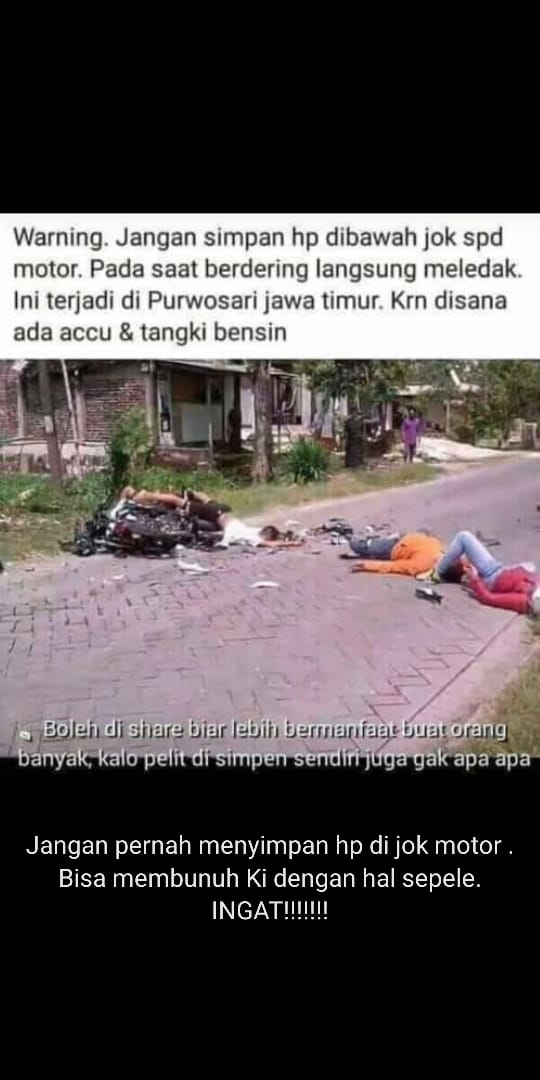 Warning. Jangan simpan hp dibawah jok spd
motor. Pada saat berdering langsung meledak.
Ini terjadi di Purwosari jawa timur. Krn disana
ada accu & tangki bensin
Boleh di share biar lebih bermanfaat buat orang
banyak, kalo pelit di simpen sendiri juga gak apa apa
Jangan pernah menyimpan hp di jok motor .
Bisa membunuh Ki dengan hal sepele.
INGAT!!!!!!!